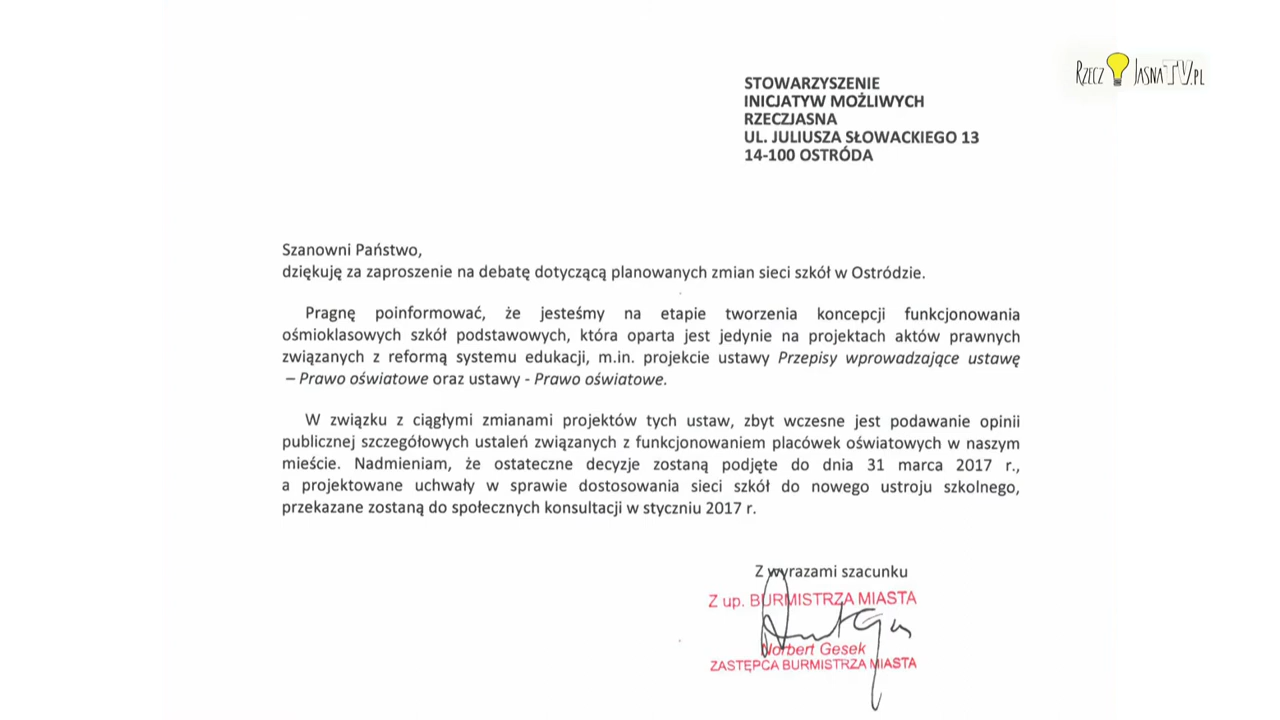 RZECZ JASNATV.PL
STOWARZYSZENIE
INICJATYW MOŻLIWYCH
RZECZJASNA
UL. JULIUSZA SŁOWACKIEGO 13
14-100 OSTRÓDA
Szanowni Państwo,
dziękuję za zaproszenie na debatę dotyczącą planowanych zmian sieci szkół w Ostródzie.
Pragnę poinformować, że jesteśmy na etapie tworzenia koncepcji funkcjonowania
ośmioklasowych szkół podstawowych, która oparta jest jedynie na projektach aktów prawnych
związanych z reformą systemu edukacji, m.in. projekcie ustawy Przepisy wprowadzające ustawę
– Prawo oświatowe oraz ustawy - Prawo oświatowe.
W związku z ciągłymi zmianami projektów tych ustaw, zbyt wczesne jest podawanie opinii
publicznej szczegółowych ustaleń związanych z funkcjonowaniem placówek oświatowych w naszym
mieście. Nadmieniam, że ostateczne decyzje zostaną podjęte do dnia 31 marca 2017 r.,
a projektowane uchwały w sprawie dostosowania sieci szkół do nowego ustroju szkolnego,
przekazane zostaną do społecznych konsultacji w styczniu 2017 r.
Z wyrazami szacunku
Z up. BURMISTRZA MIASTA
Norbert Gesek
ZASTĘPCA BURMISTRZA MIASTA